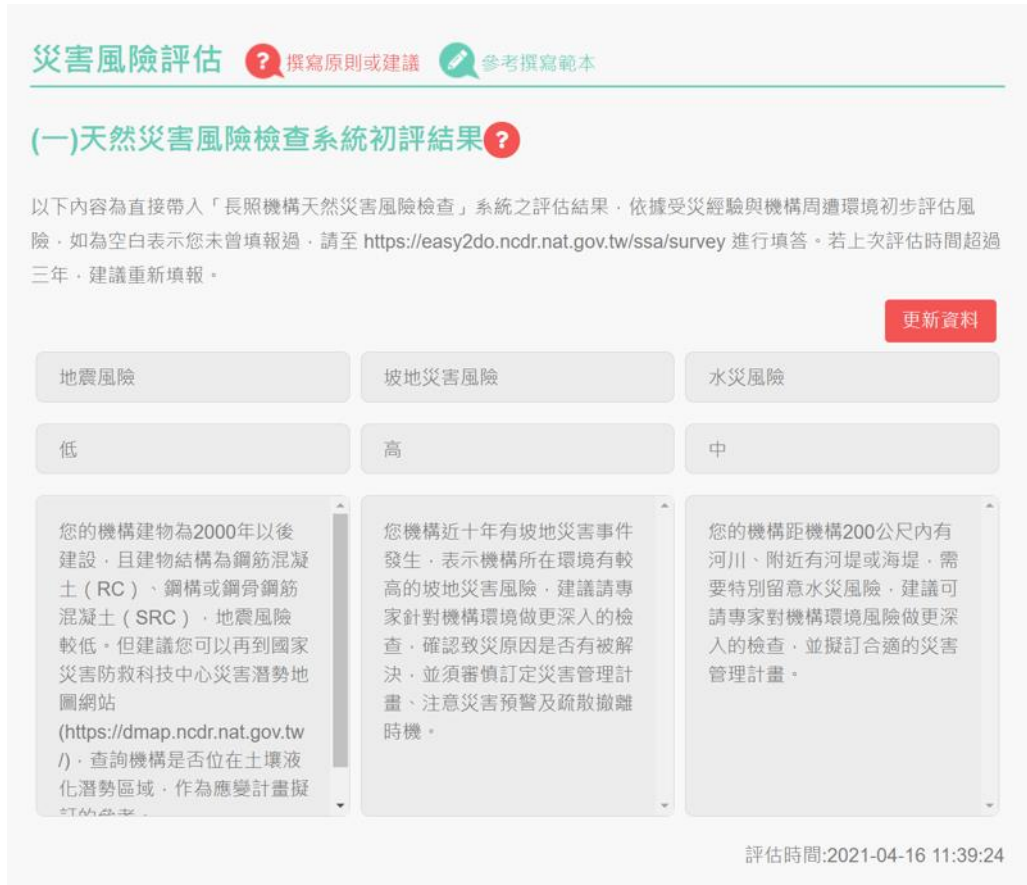 災害風險評估 ? 撰寫原則或建議 參考撰寫範本
(一)天然災害風險檢查系統初評結果?
以下內容為直接帶入「長照機構天然災害風險檢查」系統之評估結果，依據受災經驗與機構周遭環境初步評估風
險，如為空白表示您未曾填報過，請至 https://easy2do.ncdr.nat.gov.tw/ssa/survey 進行填答。若上次評估時間超過
三年，建議重新填報。
更新資料
地震風險
坡地災害風險
水災風險
低
高
中
您的機構建物為2000年以後
建設，且建物結構為鋼筋混凝
土（RC）、鋼構或鋼骨鋼筋
混凝土（SRC），地震風險
較低。但建議您可以再到國家
災害防救科技中心災害潛勢地
圖網站
(https://dmap.ncdr.nat.gov.tw
/)，查詢機構是否位在土壤液
化潛勢區域，作為應變計畫擬
訂的參考。
您機構近十年有坡地災害事件
發生，表示機構所在環境有較
高的坡地災害風險，建議請專
家針對機構環境做更深入的檢
查，確認致災原因是否有被解
決，並須審慎訂定災害管理計
畫、注意災害預警及疏散撤離
時機。
您的機構距機構200公尺內有
河川、附近有河堤或海堤，需
要特別留意水災風險，建議可
請專家對機構環境風險做更深
入的檢查，並擬訂合適的災害
管理計畫。
評估時間:2021-04-16 11:39:24